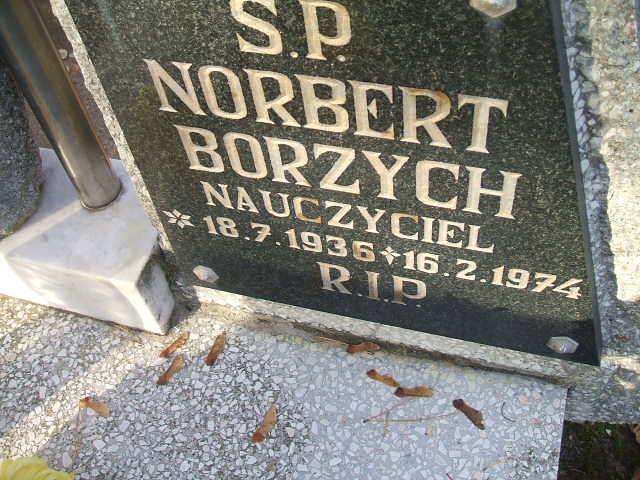 S.P.
NORBERT
BORZYCH
NAUCZYCIEL
18.7.1936 16.2.1974
R.I.P.